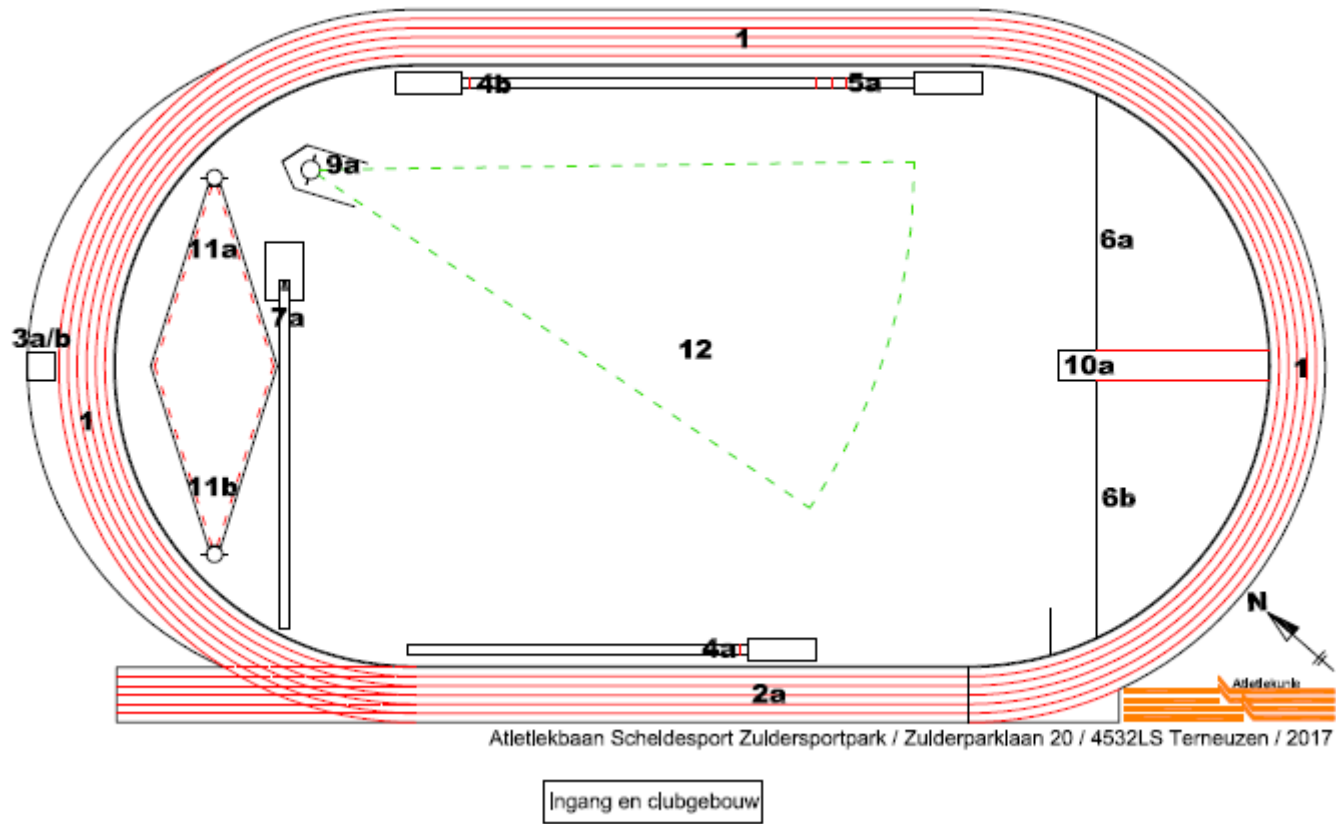 1
4b 5a
9a
11a 6a
7a
3a/b
12
10a 1
1
11b 6b
N
4a
Atletiekunie
2a
Atletiekbaan Scheldesport Zuldersportpark / Zulderparklaan 20 / 4532LS Terneuzen / 2017
Ingang en clubgebouw